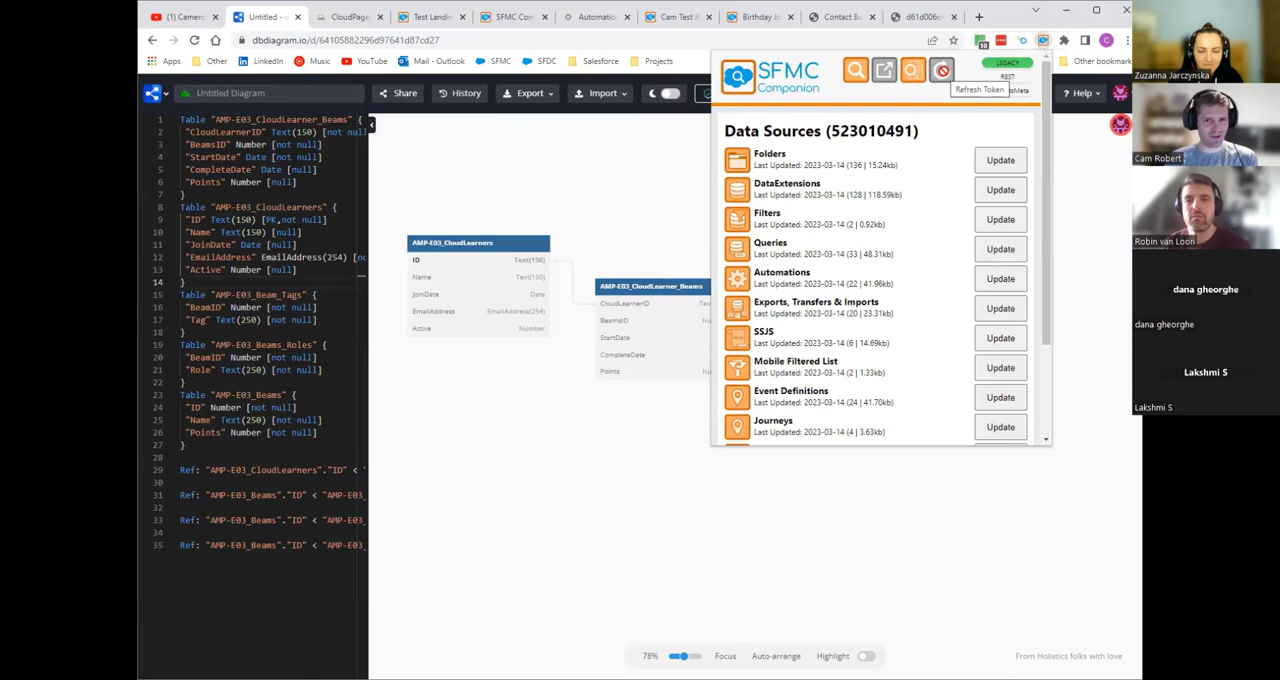 (1) Camero
Untitled - d
CloudPage
Test Landin
SFMC Com
Automatio
Cam Test A
Birthday Jo
Contact Bu
d61d006c-
dbdiagram.io/d/64105882296d97641d87cd27
Apps
Other
LinkedIn
Music
YouTube
Mail - Outlook
SFMC
SFDC
Salesforce
Projects
Other bookmark
10
C
Untitled Diagram
Share
History
Export
Import
? Help
1 Table "AMP-E03_CloudLearner_Beams" {
2 "CloudLearnerID" Text(150) [not null
3 "BeamsID" Number [not null]
4 "StartDate" Date [not null]
5 "CompleteDate" Date [null]
6 "Points" Number [null]
7 }
8 Table "AMP-E03_CloudLearners" {
9 "ID" Text(150) [PK,not null]
10 "Name" Text(150) [null]
11 "JoinDate" Date [null]
12 "EmailAddress" EmailAddress(254) [no
13 "Active" Number [null]
14 }
15 Table "AMP-E03_Beam_Tags" {
16 "BeamID" Number [not null]
17 "Tag" Text(250) [not null]
18 }
19 Table "AMP-E03_Beams_Roles" {
20 "BeamID" Number [not null]
21 "Role" Text(250) [not null]
22 }
23 Table "AMP-E03_Beams" {
24 "ID" Number [not null]
25 "Name" Text(250) [not null]
26 "Points" Number [not null]
27 }
28
29 Ref: "AMP-E03_CloudLearners"."ID" <
30
31 Ref: "AMP-E03_Beams"."ID" < "AMP-E03_
32
33 Ref: "AMP-E03_Beams"."ID" < "AMP-E03_
34
35 Ref: "AMP-E03_Beams"."ID" < "AMP-E03_
AMP-E03_CloudLearners
ID Text(150)
Name Text(150)
JoinDate Date
EmailAddress EmailAddress(254)
Active Number
AMP-E03_CloudLearner_Beams
CloudLearnerID Tex
BeamsID Nu
StartDate
CompleteDate
Points Nu
SFMC
Companion
LEGACY
REST
Refresh Token
sMeta
Data Sources (523010491)
Folders
Last Updated: 2023-03-14 (136 | 15.24kb)
Update
DataExtensions
Last Updated: 2023-03-14 (128 | 118.59kb)
Update
Filters
Last Updated: 2023-03-14 (2 | 0.92kb)
Update
Queries
Last Updated: 2023-03-14 (33 | 48.31kb)
Update
Automations
Last Updated: 2023-03-14 (22 | 41.96kb)
Update
Exports, Transfers & Imports
Last Updated: 2023-03-14 (20 | 23.31kb)
Update
SSJS
Last Updated: 2023-03-14 (6 | 14.69kb)
Update
Mobile Filtered List
Last Updated: 2023-03-14 (2 | 1.33kb)
Update
Event Definitions
Last Updated: 2023-03-14 (24 | 41.70kb)
Update
Journeys
Last Updated: 2023-03-14 (4 | 3.63kb)
Update
78%
Focus
Auto-arrange
Highlight
From Holistics folks with love
Zuzanna Jarczynska
Cam Robert
Robin van Loon
dana gheorghe
dana gheorghe
Lakshmi S
Lakshmi S